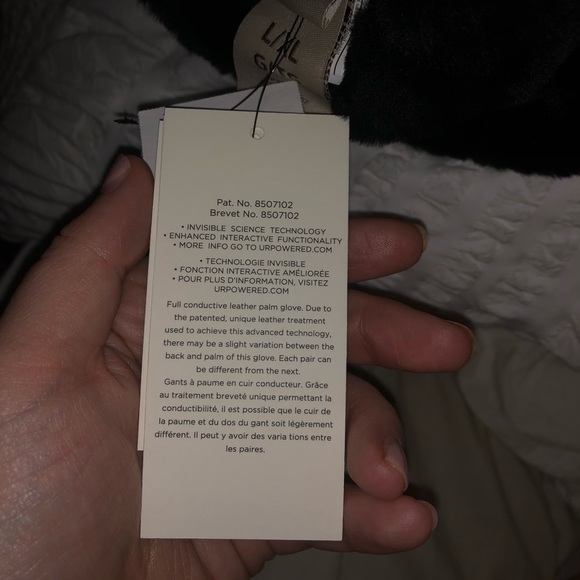 L/XL
Pat. No. 8507102
Brevet No. 8507102
• INVISIBLE SCIENCE TECHNOLOGY
• ENHANCED INTERACTIVE FUNCTIONALITY
• MORE INFO GO TO URPOWERED.COM
• TECHNOLOGIE INVISIBLE
• FONCTION INTERACTIVE AMÉLIORÉE
• POUR PLUS D'INFORMATION, VISITEZ
URPOWERED.COM
Full conductive leather palm glove. Due to
the patented, unique leather treatment
used to achieve this advanced technology,
there may be a slight variation between the
back and palm of this glove. Each pair can
be different from the next.
Gants à paume en cuir conducteur. Grâce
au traitement breveté unique permettant la
conductibilité, il est possible que le cuir de
la paume et du dos du gant soit légèrement
différent. Il peut y avoir des varia tions entre
les paires.